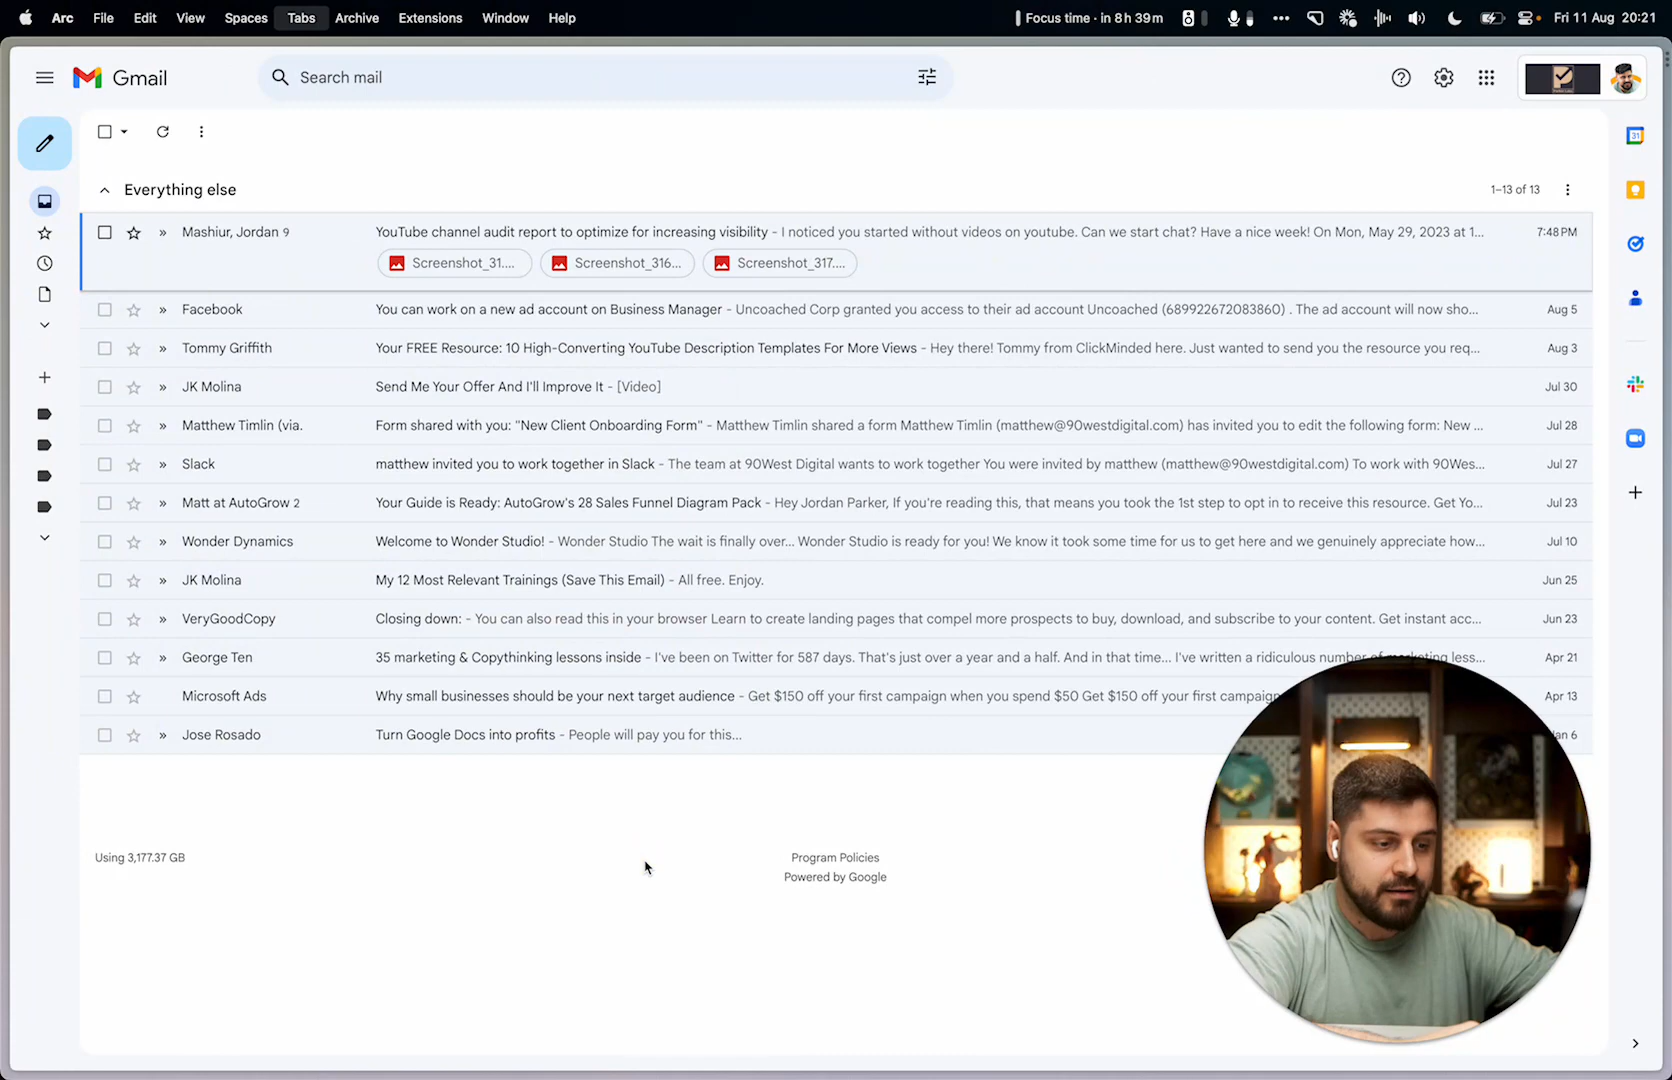 Arc File Edit View Spaces Tabs Archive Extensions Window Help Focus time · in 8 h 39 m Fri 11 Aug 20:21
Gmail Search mail
Everything else 1–13 of 13
Mashiur, Jordan 9 YouTube channel audit report to optimize for increasing visibility - I noticed you started without videos on youtube. Can we start chat? Have a nice week! On Mon, May 29, 2023 at 1... 7:48 PM
Screenshot_31.... Screenshot_316... Screenshot_317....
Facebook You can work on a new ad account on Business Manager - Uncoached Corp granted you access to their ad account Uncoached (689922672083860) . The ad account will now sho... Aug 5
Tommy Griffith Your FREE Resource: 10 High-Converting YouTube Description Templates For More Views - Hey there! Tommy from ClickMinded here. Just wanted to send you the resource you req... Aug 3
JK Molina Send Me Your Offer And I'll Improve It - [Video] Jul 30
Matthew Timlin (via. Form shared with you: "New Client Onboarding Form" - Matthew Timlin shared a form Matthew Timlin (matthew@90westdigital.com) has invited you to edit the following form: New ... Jul 28
Slack matthew invited you to work together in Slack - The team at 90West Digital wants to work together You were invited by matthew (matthew@90westdigital.com) To work with 90Wes... Jul 27
Matt at AutoGrow 2 Your Guide is Ready: AutoGrow's 28 Sales Funnel Diagram Pack - Hey Jordan Parker, If you're reading this, that means you took the 1st step to opt in to receive this resource. Get Yo... Jul 23
Wonder Dynamics Welcome to Wonder Studio! - Wonder Studio The wait is finally over... Wonder Studio is ready for you! We know it took some time for us to get here and we genuinely appreciate how... Jul 10
JK Molina My 12 Most Relevant Trainings (Save This Email) - All free. Enjoy. Jun 25
VeryGoodCopy Closing down: - You can also read this in your browser Learn to create landing pages that compel more prospects to buy, download, and subscribe to your content. Get instant acc... Jun 23
George Ten 35 marketing & Copythinking lessons inside - I've been on Twitter for 587 days. That's just over a year and a half. And in that time... I've written a ridiculous number of marketing less... Apr 21
Microsoft Ads Why small businesses should be your next target audience - Get $150 off your first campaign when you spend $50 Get $150 off your first campaign Apr 13
Jose Rosado Turn Google Docs into profits - People will pay you for this... an 6
Using 3,177.37 GB Program Policies
Powered by Google